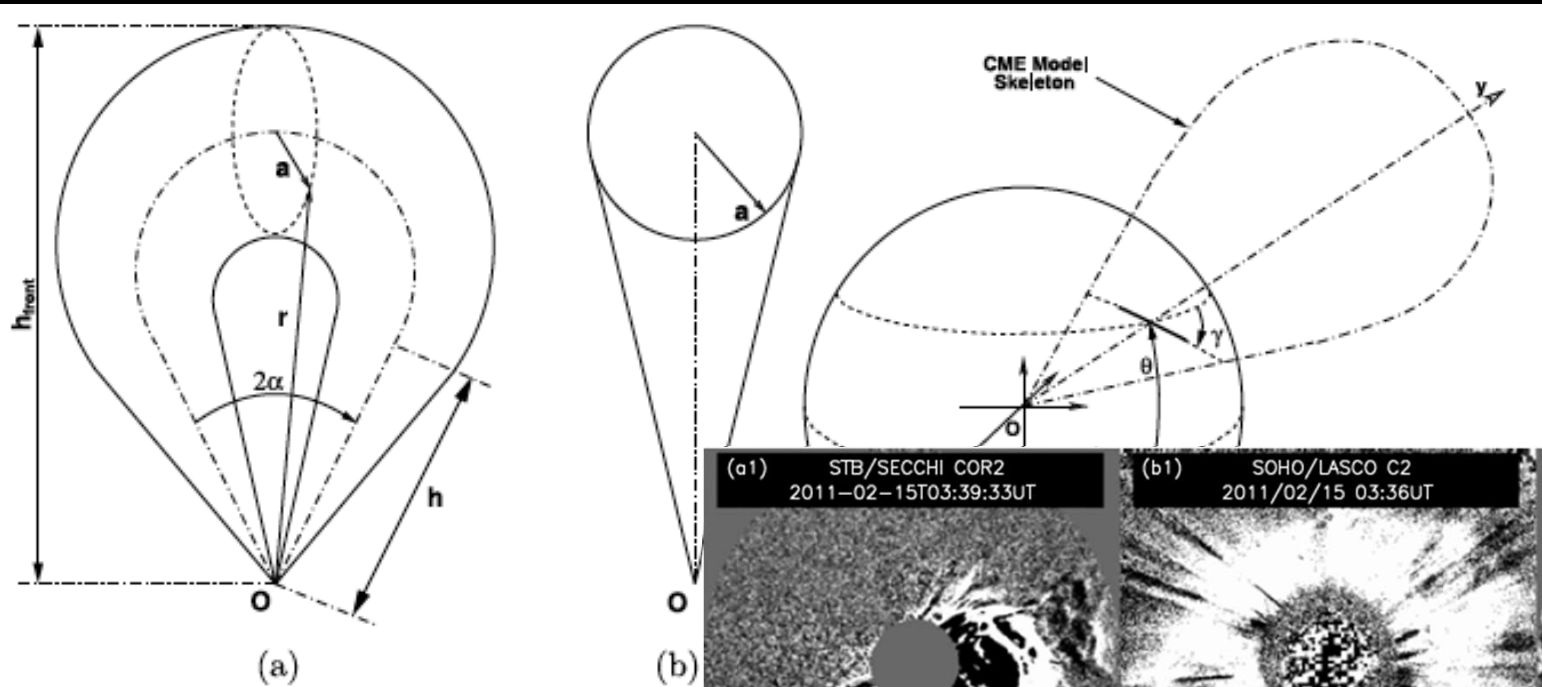 h_front
a
r
2α
h
O
(a)
a
O
(b)
CME Model
Skeleton
y
γ
θ
O
(a1) STB/SECCHI COR2
2011-02-15T03:39:33UT
(b1) SOHO/LASCO C2
2011/02/15 03:36UT